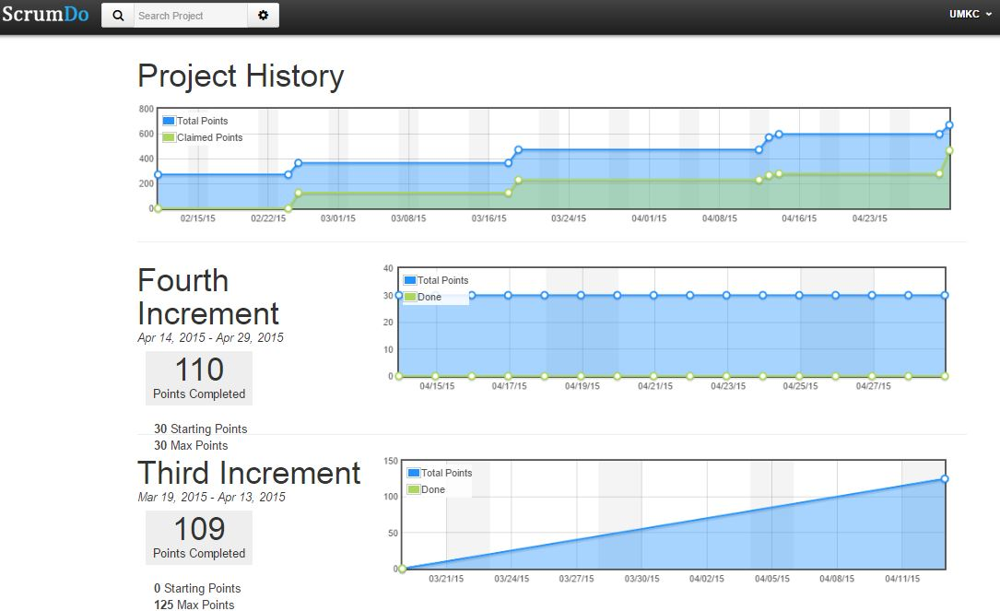 ScrumDo
Search Project
UMKC
Project History
800
600
400
200
0
Total Points
Claimed Points
02/15/15 02/22/15 03/01/15 03/08/15 03/16/15 03/24/15 04/01/15 04/08/15 04/16/15 04/23/15
Fourth
Increment
Apr 14, 2015 - Apr 29, 2015
110
Points Completed
30 Starting Points
30 Max Points
40
30
20
10
0
Total Points
Done
04/15/15 04/17/15 04/19/15 04/21/15 04/23/15 04/25/15 04/27/15
Third Increment
Mar 19, 2015 - Apr 13, 2015
109
Points Completed
0 Starting Points
125 Max Points
150
100
50
0
Total Points
Done
03/21/15 03/24/15 03/27/15 03/30/15 04/02/15 04/05/15 04/08/15 04/11/15